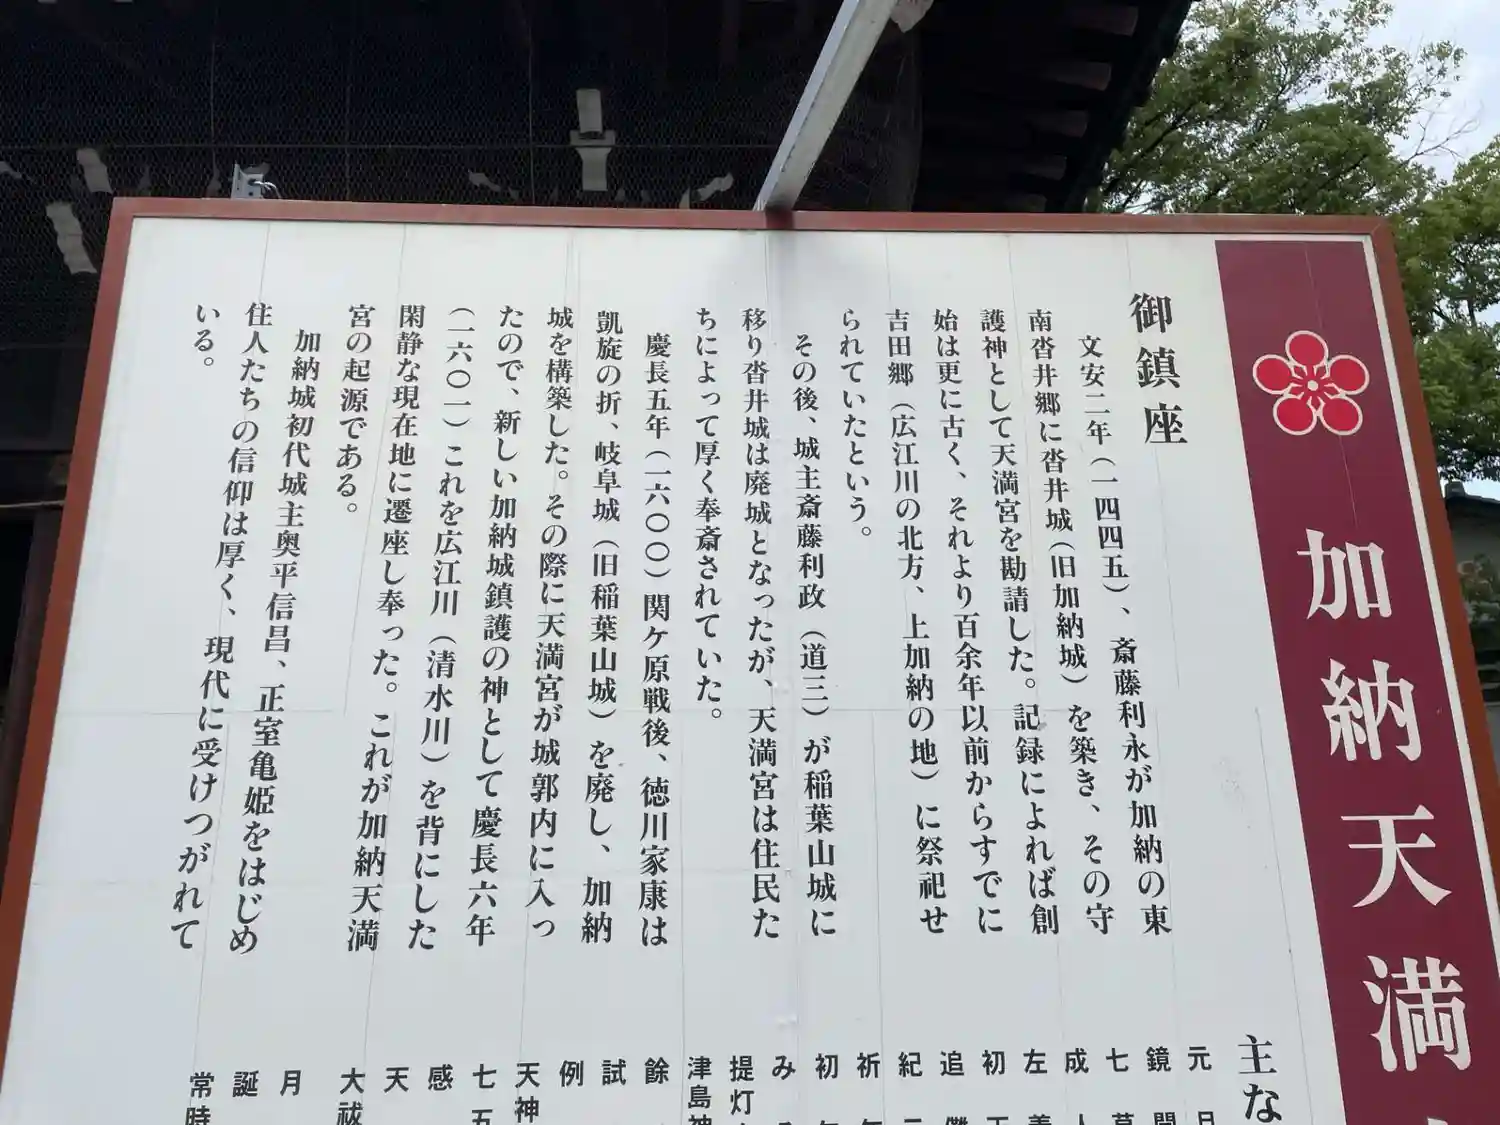 加納天満
御鎮座
文安二年（一四四五）、斎藤利永が加納の東
南沓井郷に沓井城（旧加納城）を築き、その守
護神として天満宮を勘請した。記録によれば創
始は更に古く、それより百余年以前からすでに
吉田郷（広江川の北方、上加納の地）に祭祀せ
られていたという。
その後、城主斎藤利政（道三）が稲葉山城に
移り沓井城は廃城となったが、天満宮は住民た
ちによって厚く奉斎されていた。
慶長五年（一六〇〇）関ケ原戦後、徳川家康は
凱旋の折、岐阜城（旧稲葉山城）を廃し、加納
城を構築した。その際に天満宮が城郭内に入っ
たので、新しい加納城鎮護の神として慶長六年
（一六〇一）これを広江川（清水川）を背にした
閑静な現在地に遷座し奉った。これが加納天満
宮の起源である。
加納城初代城主奥平信昌、正室亀姫をはじめ
住人たちの信仰は厚く、現代に受けつがれて
いる。
主な
元日
鏡開
七草
成人
左義
初
追儺
紀元
祈年
初午
み
提灯
津島神
餘
試
例
天神
七五
感
天
大祓
月
誕
常時